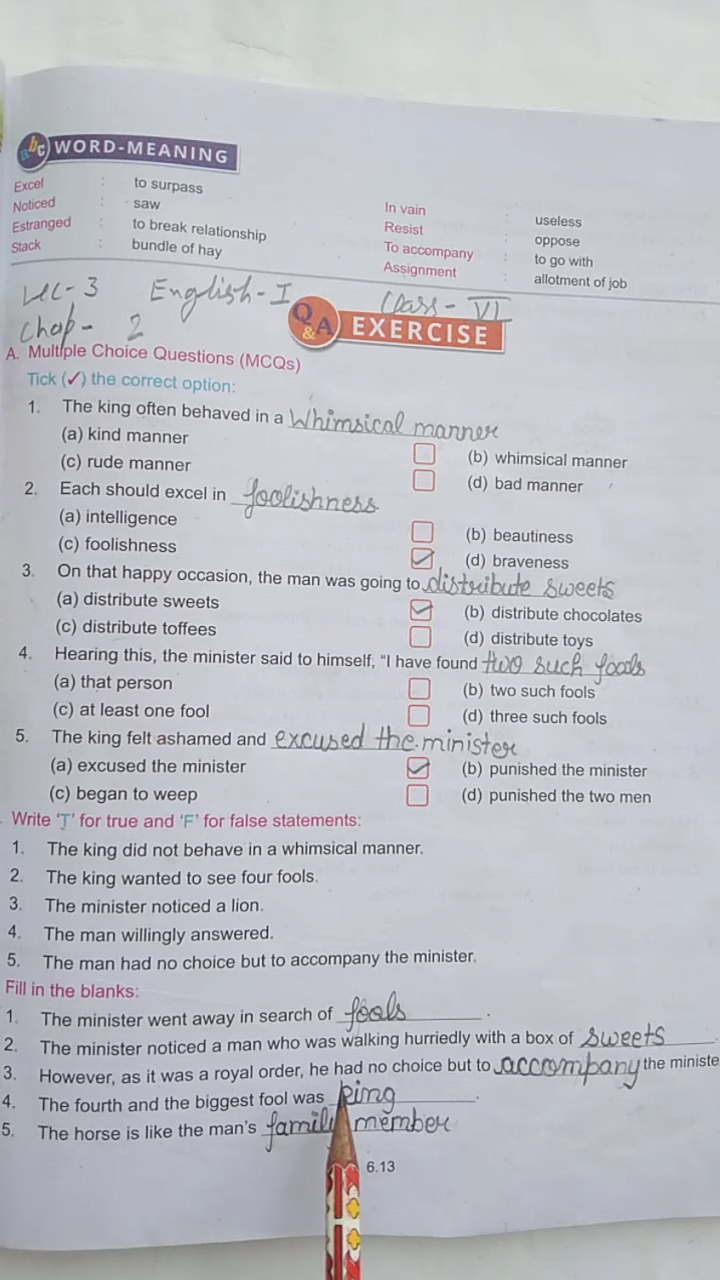 ABC WORD-MEANING
Excel : to surpass
Noticed : saw
Estranged : to break relationship
Stack : bundle of hay
In vain : useless
Resist : oppose
To accompany : to go with
Assignment : allotment of job
Lec-3 English-I Class-VI
Chap- 2
Q&A EXERCISE
A. Multiple Choice Questions (MCQs)
Tick (✓) the correct option:
1. The king often behaved in a Whimsical manner
(a) kind manner (b) whimsical manner
(c) rude manner (d) bad manner
2. Each should excel in foolishness
(a) intelligence (b) beautiness
(c) foolishness ✓ (d) braveness
3. On that happy occasion, the man was going to distribute sweets
(a) distribute sweets ✓ (b) distribute chocolates
(c) distribute toffees (d) distribute toys
4. Hearing this, the minister said to himself, “I have found two such fools
(a) that person (b) two such fools
(c) at least one fool (d) three such fools
5. The king felt ashamed and excused the minister
(a) excused the minister ✓ (b) punished the minister
(c) began to weep (d) punished the two men
Write ‘T’ for true and ‘F’ for false statements:
1. The king did not behave in a whimsical manner.
2. The king wanted to see four fools.
3. The minister noticed a lion.
4. The man willingly answered.
5. The man had no choice but to accompany the minister.
Fill in the blanks:
1. The minister went away in search of fools.
2. The minister noticed a man who was walking hurriedly with a box of sweets.
3. However, as it was a royal order, he had no choice but to accompany the ministe
4. The fourth and the biggest fool was king.
5. The horse is like the man’s family member
6.13